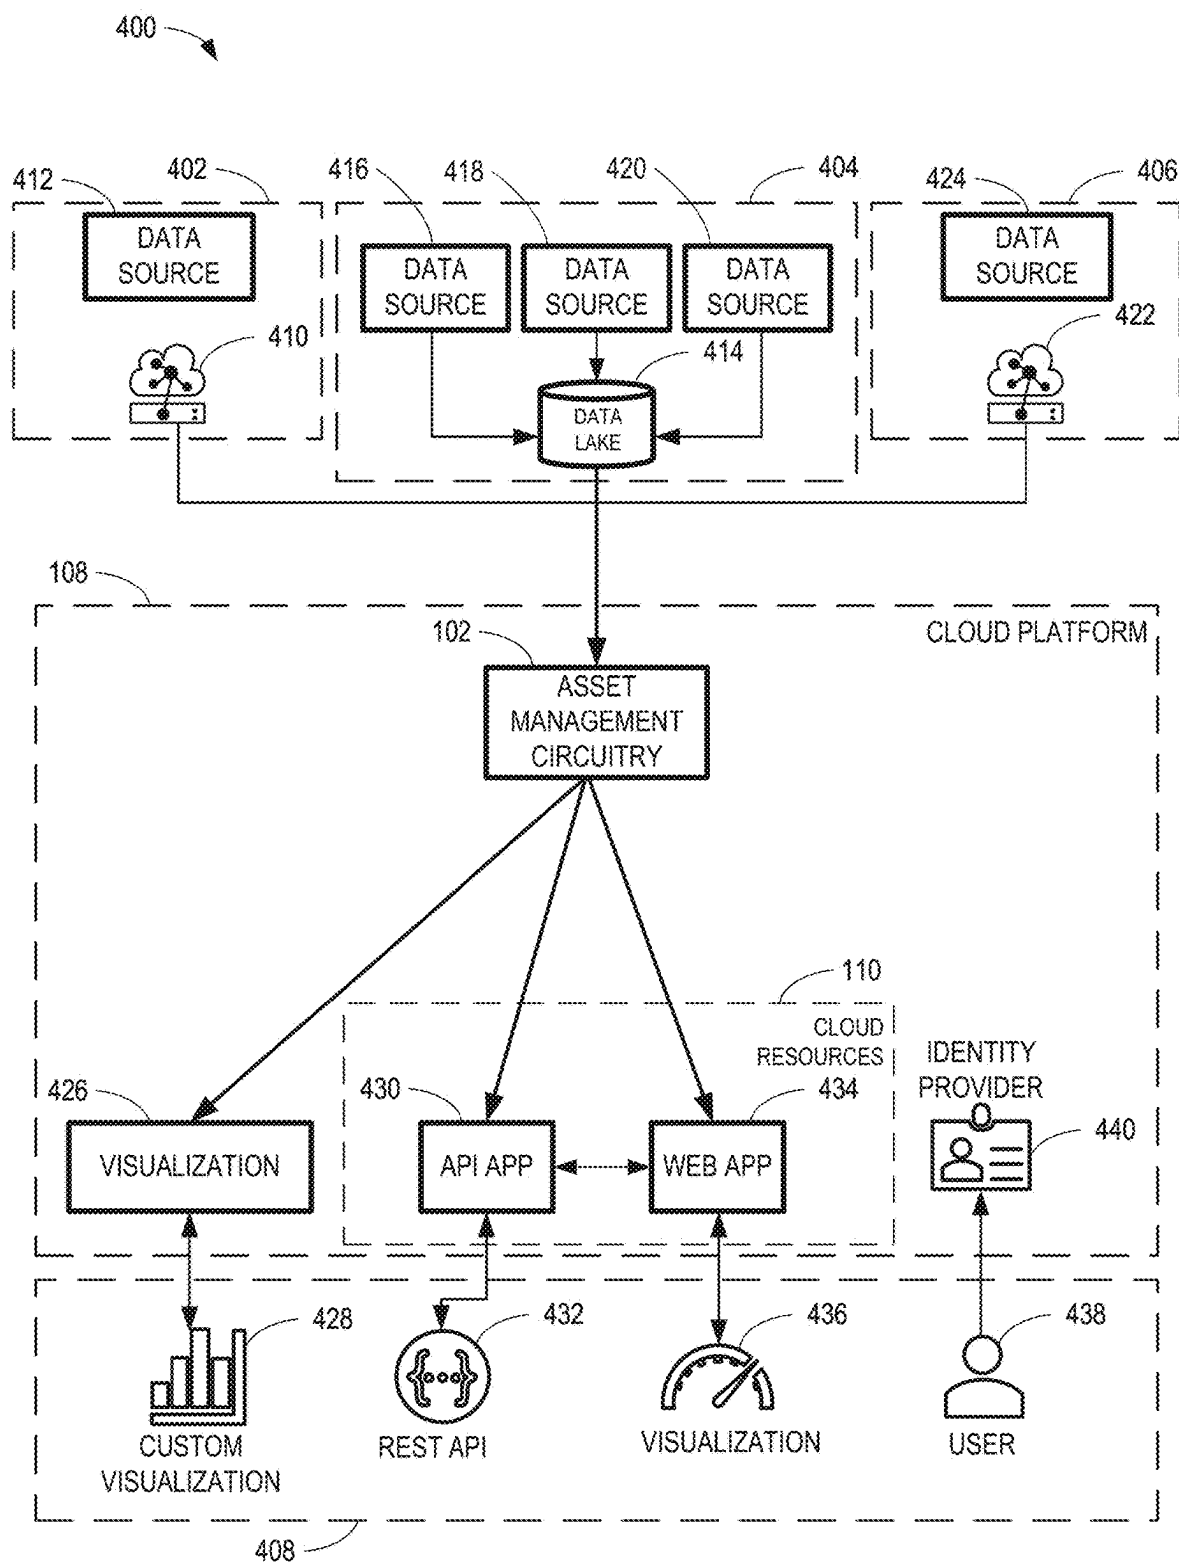 400
412
402
416
418
420
404
424
406
DATA
SOURCE
DATA
SOURCE
DATA
SOURCE
DATA
SOURCE
DATA
SOURCE
410
414
422
DATA
LAKE
108
CLOUD PLATFORM
102
ASSET
MANAGEMENT
CIRCUITRY
110
CLOUD
RESOURCES
IDENTITY
PROVIDER
426
430
434
440
VISUALIZATION
API APP
WEB APP
428
432
436
438
CUSTOM
VISUALIZATION
REST API
VISUALIZATION
USER
408